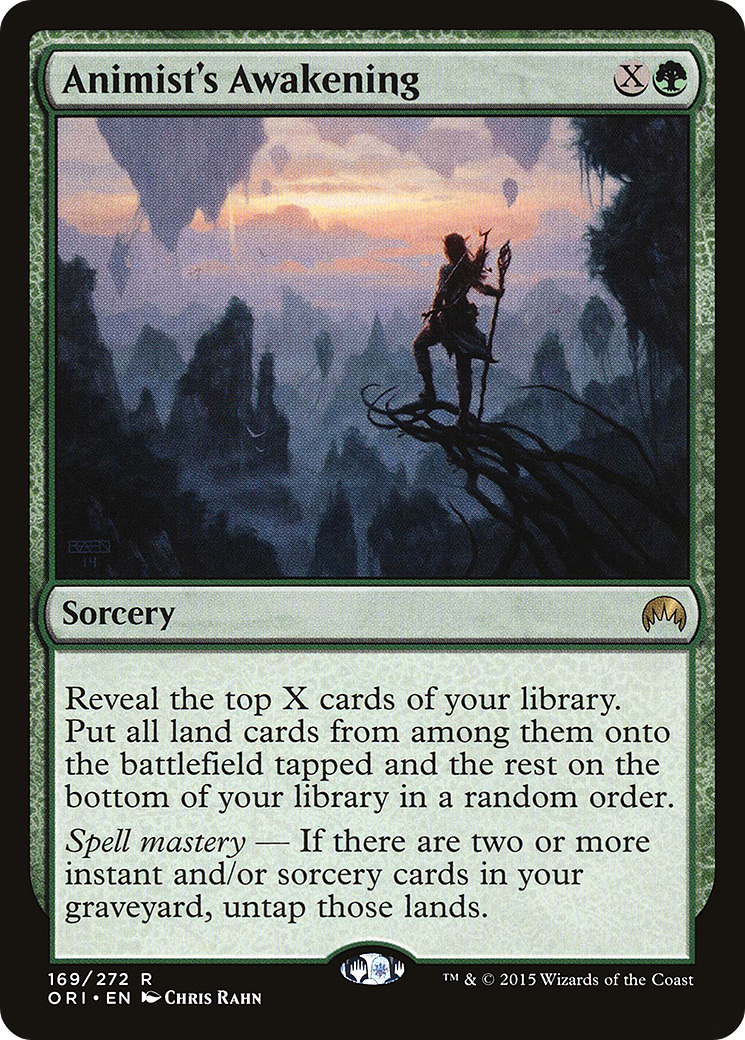 Animist's Awakening X
Sorcery
Reveal the top X cards of your library.
Put all land cards from among them onto
the battlefield tapped and the rest on the
bottom of your library in a random order.
Spell mastery — If there are two or more
instant and/or sorcery cards in your
graveyard, untap those lands.
169/272 R
ORI • EN Chris Rahn
™ & © 2015 Wizards of the Coast